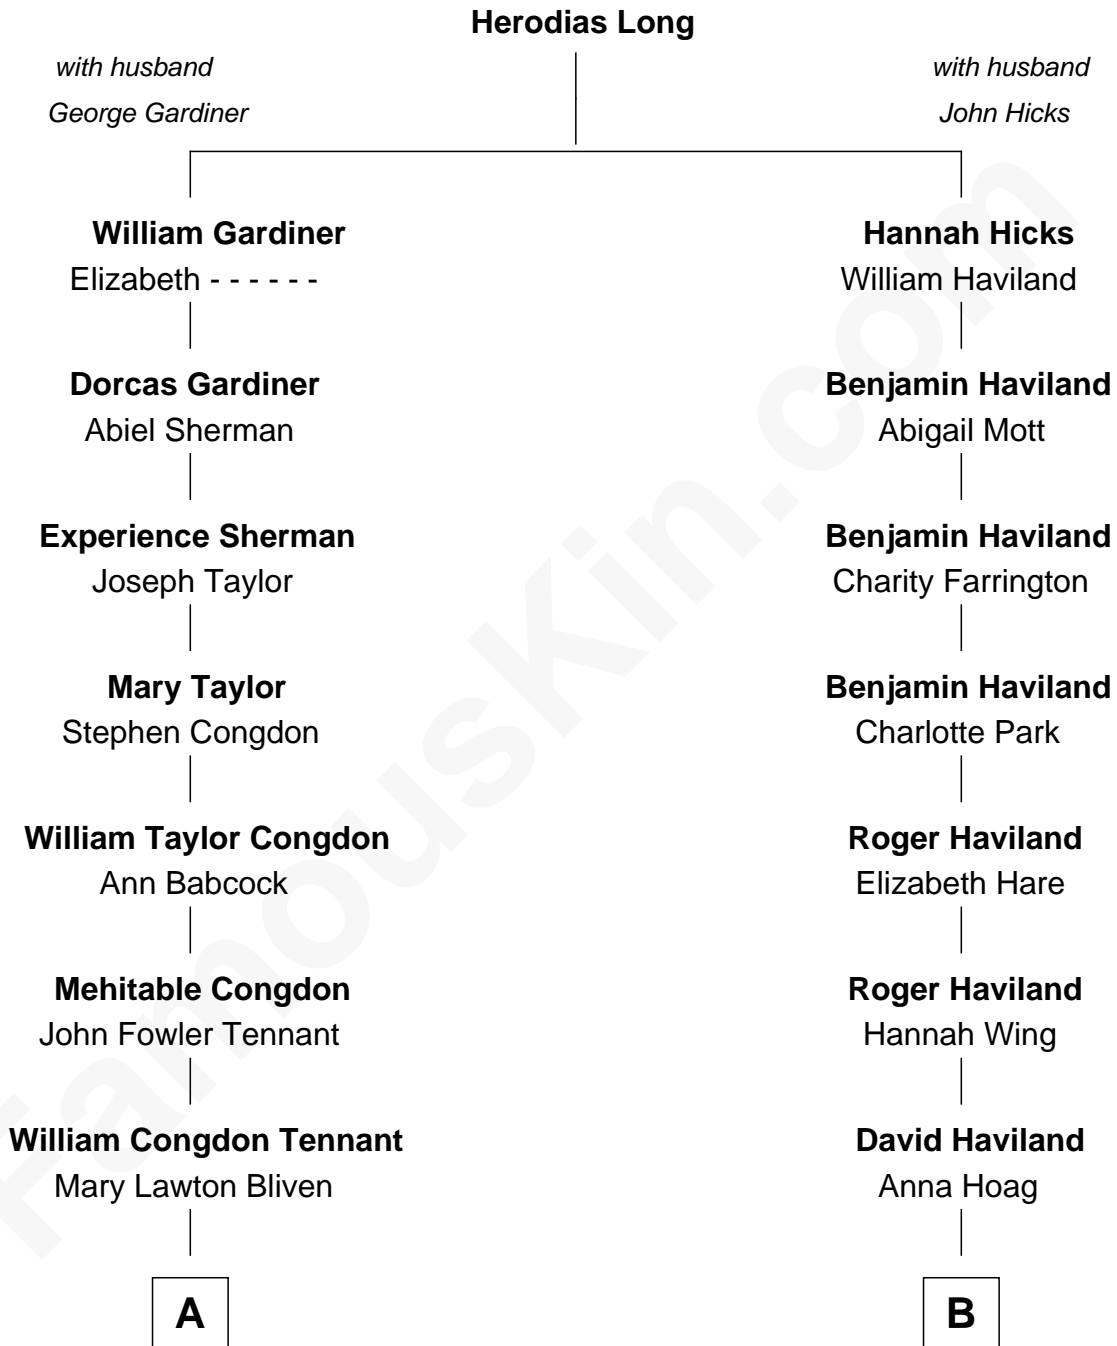 Herodias Long
with husband
George Gardiner
with husband
John Hicks
William Gardiner
Elizabeth - - - - - -
Hannah Hicks
William Haviland
Dorcas Gardiner
Abiel Sherman
Benjamin Haviland
Abigail Mott
Experience Sherman
Joseph Taylor
Benjamin Haviland
Charity Farrington
Mary Taylor
Stephen Congdon
Benjamin Haviland
Charlotte Park
William Taylor Congdon
Ann Babcock
Roger Haviland
Elizabeth Hare
Mehitable Congdon
John Fowler Tennant
Roger Haviland
Hannah Wing
William Congdon Tennant
Mary Lawton Bliven
David Haviland
Anna Hoag
A
B
FamousKin.com